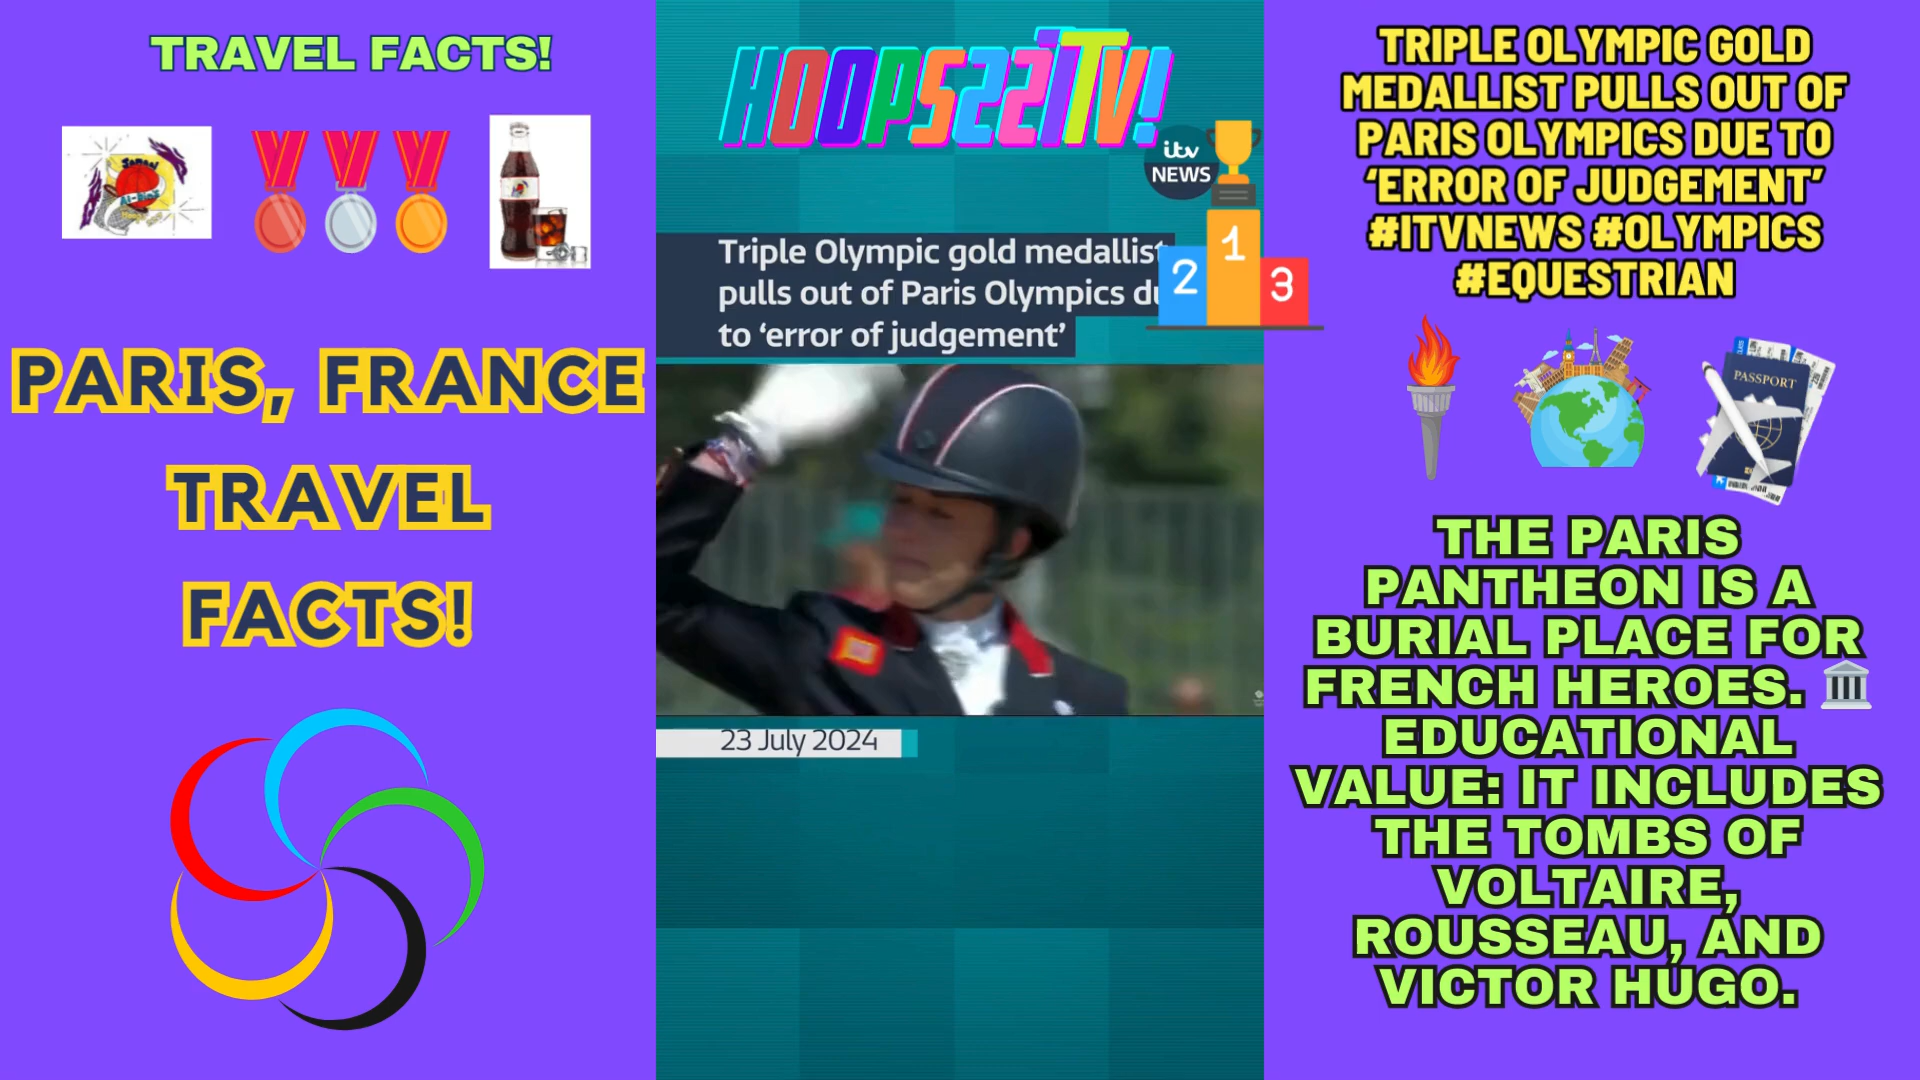 TRAVEL FACTS!
PARIS, FRANCE
TRAVEL
FACTS!
HOOPS22iTV!
itv
NEWS
Triple Olympic gold medallist
pulls out of Paris Olympics du
to ‘error of judgement’
1
2
3
23 July 2024
TRIPLE OLYMPIC GOLD
MEDALLIST PULLS OUT OF
PARIS OLYMPICS DUE TO
‘ERROR OF JUDGEMENT’
#ITVNEWS #OLYMPICS
#EQUESTRIAN
PASSPORT
THE PARIS
PANTHEON IS A
BURIAL PLACE FOR
FRENCH HEROES. 🏛️
EDUCATIONAL
VALUE: IT INCLUDES
THE TOMBS OF
VOLTAIRE,
ROUSSEAU, AND
VICTOR HUGO.